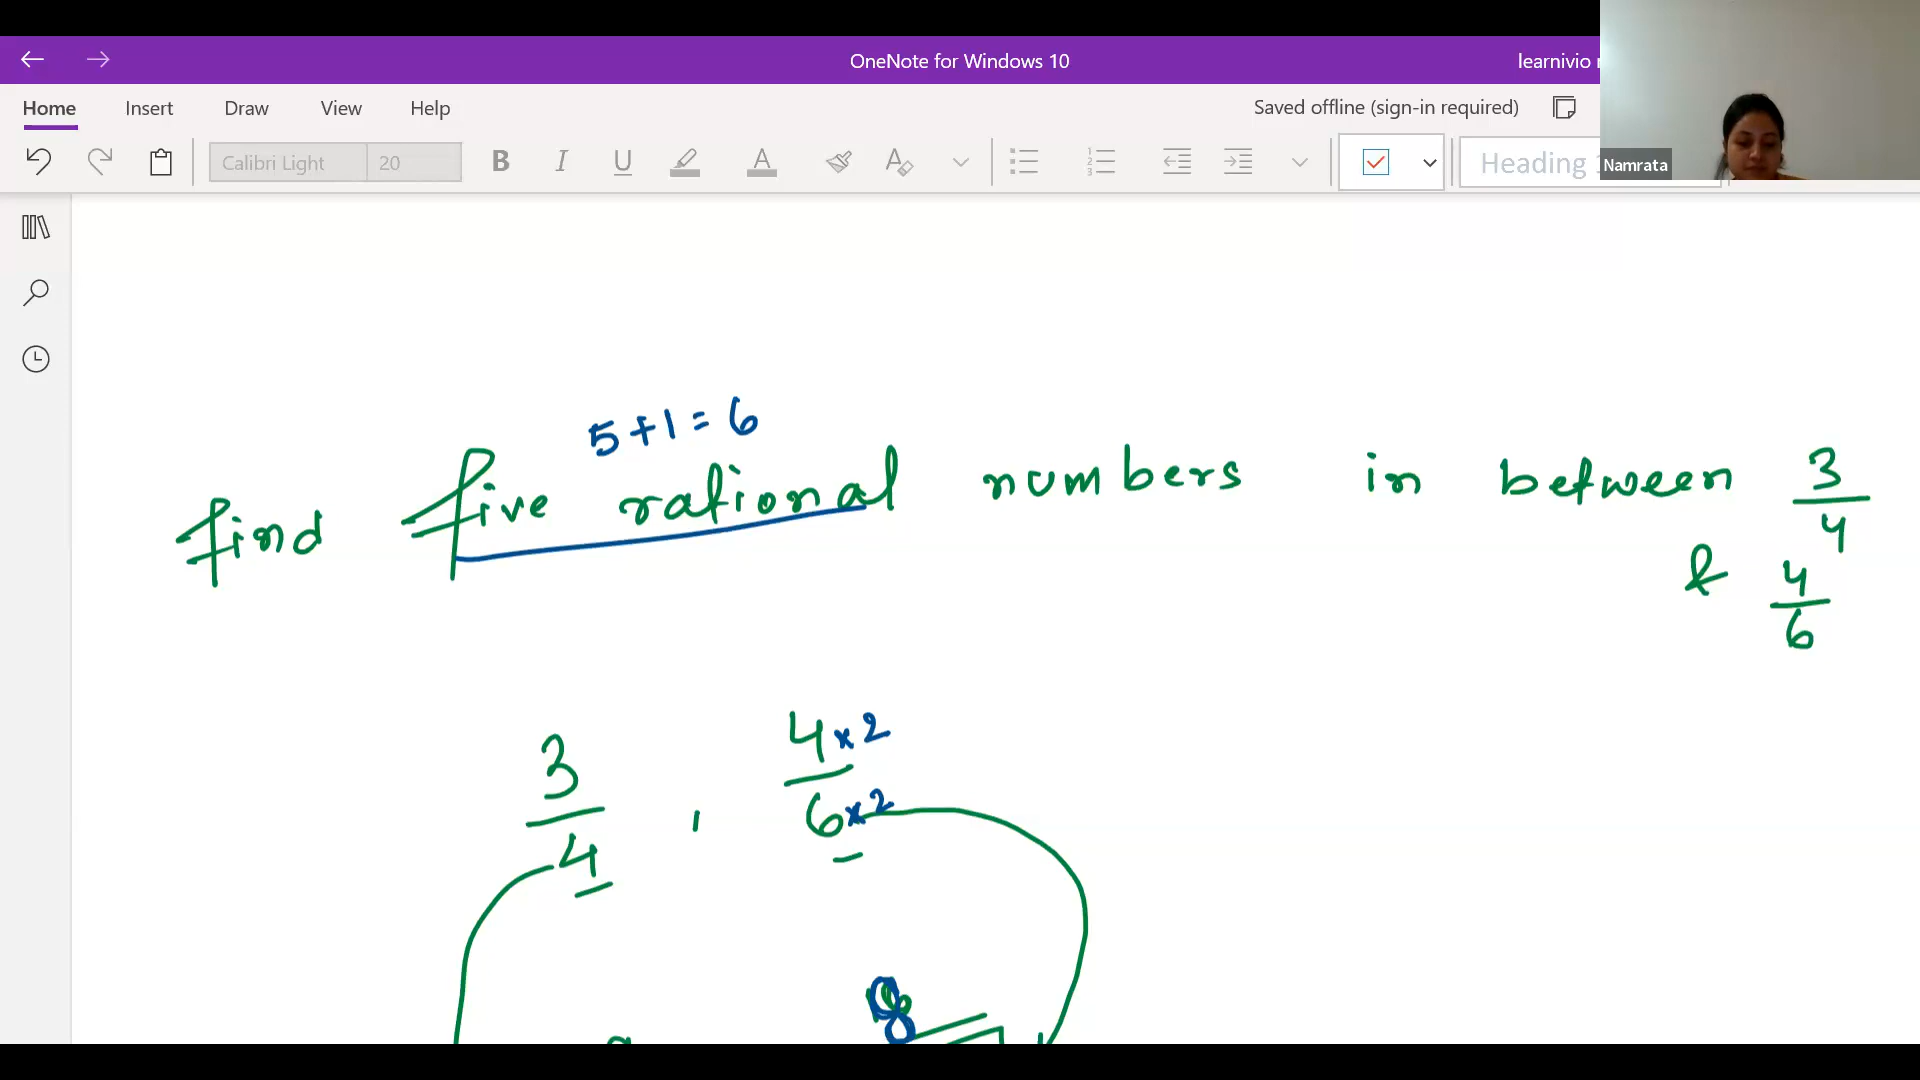 OneNote for Windows 10
learnivio
Home Insert Draw View Help
Saved offline (sign-in required)
Calibri Light 20 B I U A A Heading
Namrata
5+1=6
find five rational numbers in between 3/4
& 4/6
3/4 , 4×2/6×2
8